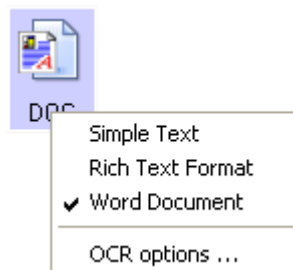 DOC
Simple Text
Rich Text Format
Word Document
OCR options ...